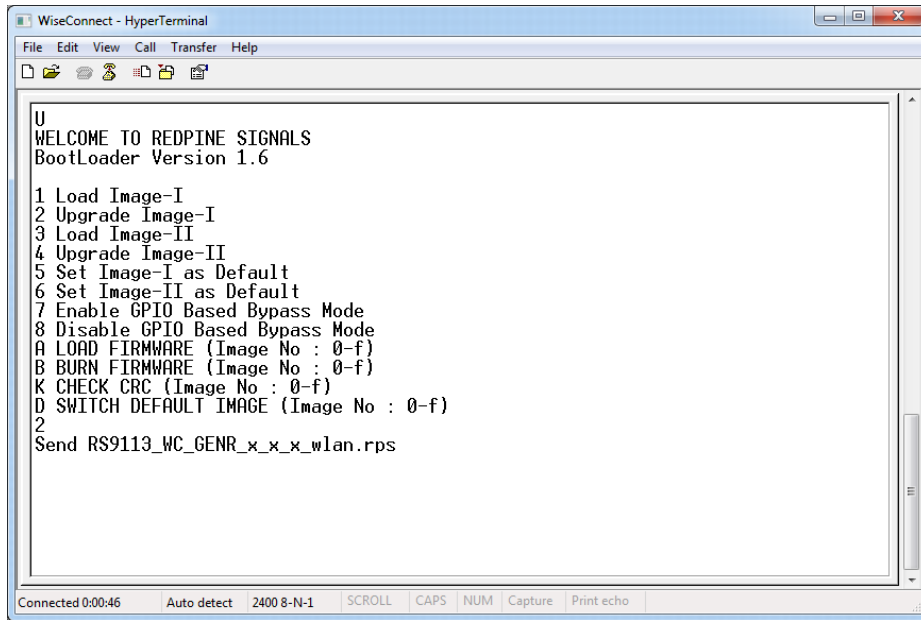 WiseConnect - HyperTerminal
File Edit View Call Transfer Help
U
WELCOME TO REDPINE SIGNALS
BootLoader Version 1.6
1 Load Image-I
2 Upgrade Image-I
3 Load Image-II
4 Upgrade Image-II
5 Set Image-I as Default
6 Set Image-II as Default
7 Enable GPIO Based Bypass Mode
8 Disable GPIO Based Bypass Mode
A LOAD FIRMWARE (Image No : 0-f)
B BURN FIRMWARE (Image No : 0-f)
K CHECK CRC (Image No : 0-f)
D SWITCH DEFAULT IMAGE (Image No : 0-f)
2
Send RS9113_WC_GENR_x_x_x_wlan.rps
Connected 0:00:46 Auto detect 2400 8-N-1 SCROLL CAPS NUM Capture Print echo